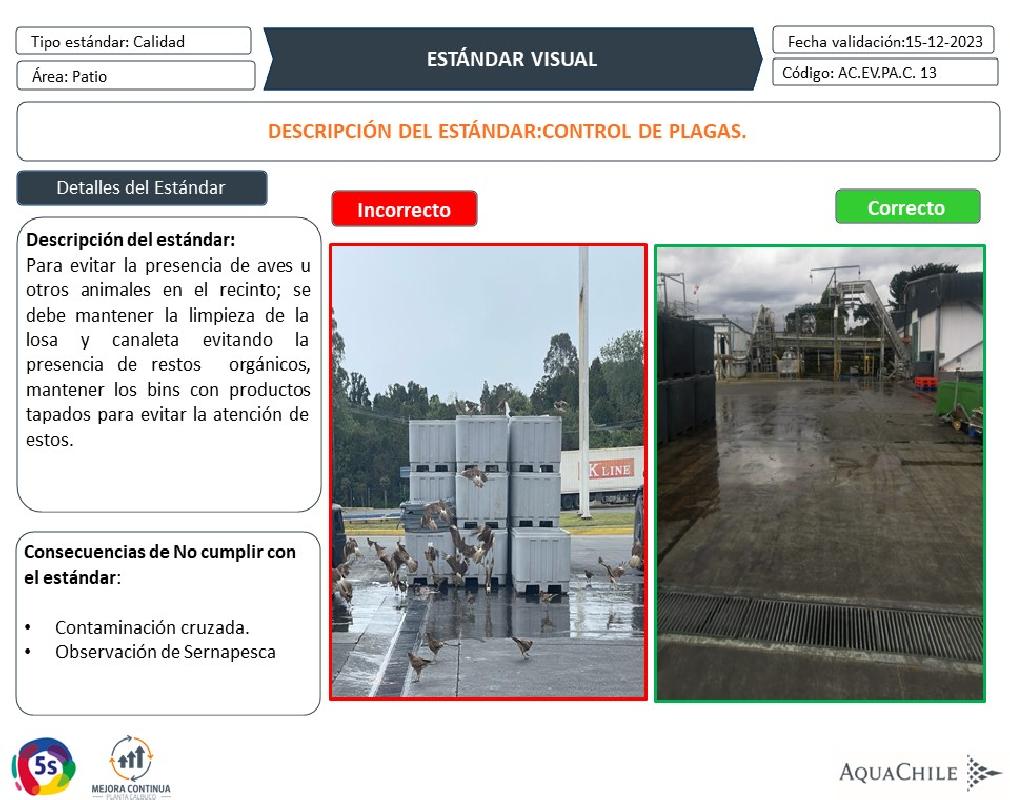 Tipo estándar: Calidad
Área: Patio
ESTÁNDAR VISUAL
Fecha validación:15-12-2023
Código: AC.EV.PA.C. 13
DESCRIPCIÓN DEL ESTÁNDAR:CONTROL DE PLAGAS.
Detalles del Estándar
Descripción del estándar:
Para evitar la presencia de aves u
otros animales en el recinto; se
debe mantener la limpieza de la
losa y canaleta evitando la
presencia de restos orgánicos,
mantener los bins con productos
tapados para evitar la atención de
estos.
Consecuencias de No cumplir con
el estándar:
• Contaminación cruzada.
• Observación de Sernapesca
Incorrecto
K LINE
Correcto
5s
MEJORA CONTINUA
PLANTA CALBUCO
AQUACHILE